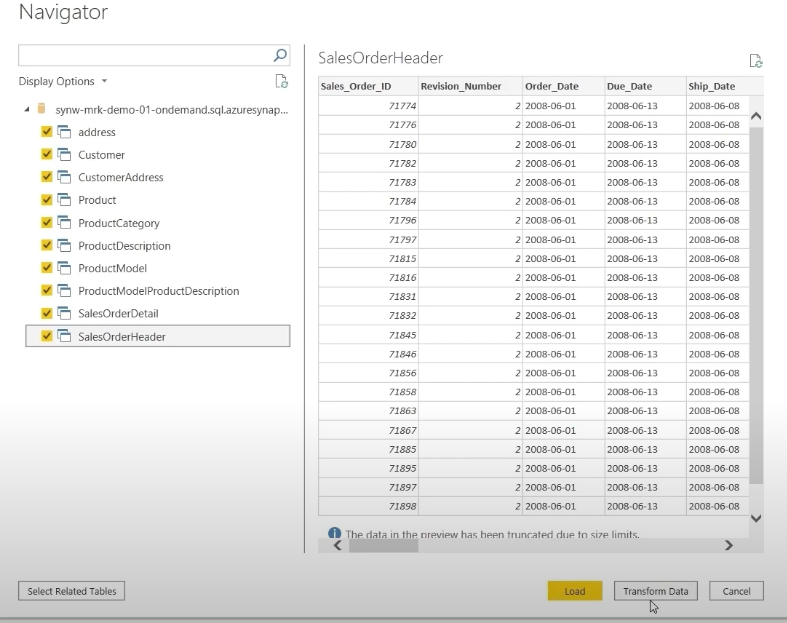 Navigator
Display Options
synw-mrk-demo-01-ondemand.sql.azuresynap...
address
Customer
CustomerAddress
Product
ProductCategory
ProductDescription
ProductModel
ProductModelProductDescription
SalesOrderDetail
SalesOrderHeader
SalesOrderHeader
Sales_Order_ID Revision_Number Order_Date Due_Date Ship_Date
71774 2 2008-06-01 2008-06-13 2008-06-08
71776 2 2008-06-01 2008-06-13 2008-06-08
71780 2 2008-06-01 2008-06-13 2008-06-08
71782 2 2008-06-01 2008-06-13 2008-06-08
71783 2 2008-06-01 2008-06-13 2008-06-08
71784 2 2008-06-01 2008-06-13 2008-06-08
71796 2 2008-06-01 2008-06-13 2008-06-08
71797 2 2008-06-01 2008-06-13 2008-06-08
71815 2 2008-06-01 2008-06-13 2008-06-08
71816 2 2008-06-01 2008-06-13 2008-06-08
71831 2 2008-06-01 2008-06-13 2008-06-08
71832 2 2008-06-01 2008-06-13 2008-06-08
71845 2 2008-06-01 2008-06-13 2008-06-08
71846 2 2008-06-01 2008-06-13 2008-06-08
71856 2 2008-06-01 2008-06-13 2008-06-08
71858 2 2008-06-01 2008-06-13 2008-06-08
71863 2 2008-06-01 2008-06-13 2008-06-08
71867 2 2008-06-01 2008-06-13 2008-06-08
71885 2 2008-06-01 2008-06-13 2008-06-08
71895 2 2008-06-01 2008-06-13 2008-06-08
71897 2 2008-06-01 2008-06-13 2008-06-08
71898 2 2008-06-01 2008-06-13 2008-06-08
The data in the preview has been truncated due to size limits.
Select Related Tables
Load
Transform Data
Cancel